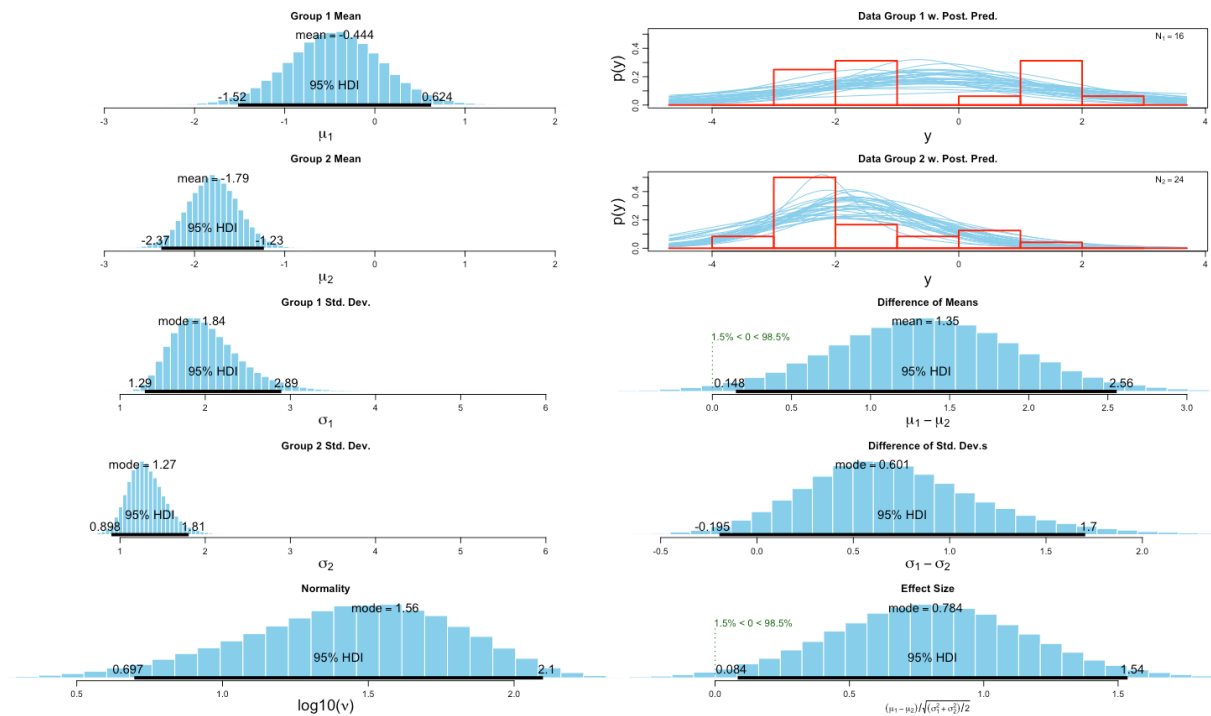 Group 1 Mean
mean = -0.444
95% HDI
-1.52 0.624
-3 -2 -1 0 1 2
μ1
Data Group 1 w. Post. Pred.
N1 = 16
p(y)
0.0 0.2 0.4
-4 -2 0 2 4
y
Group 2 Mean
mean = -1.79
95% HDI
-2.37 -1.23
-3 -2 -1 0 1 2
μ2
Data Group 2 w. Post. Pred.
N2 = 24
p(y)
0.0 0.2 0.4
-4 -2 0 2 4
y
Group 1 Std. Dev.
mode = 1.84
95% HDI
1.29 2.89
1 2 3 4 5 6
σ1
Difference of Means
mean = 1.35
1.5% < 0 < 98.5%
95% HDI
0.148 2.56
0.0 0.5 1.0 1.5 2.0 2.5 3.0
μ1 − μ2
Group 2 Std. Dev.
mode = 1.27
95% HDI
0.898 1.81
1 2 3 4 5 6
σ2
Difference of Std. Dev.s
mode = 0.601
95% HDI
-0.195 1.7
-0.5 0.0 0.5 1.0 1.5 2.0
σ1 − σ2
Normality
mode = 1.56
95% HDI
0.697 2.1
0.5 1.0 1.5 2.0
log10(ν)
Effect Size
mode = 0.784
1.5% < 0 < 98.5%
95% HDI
0.084 1.54
0.0 0.5 1.0 1.5
(μ1 − μ2)/√(σ1² + σ2²)/2